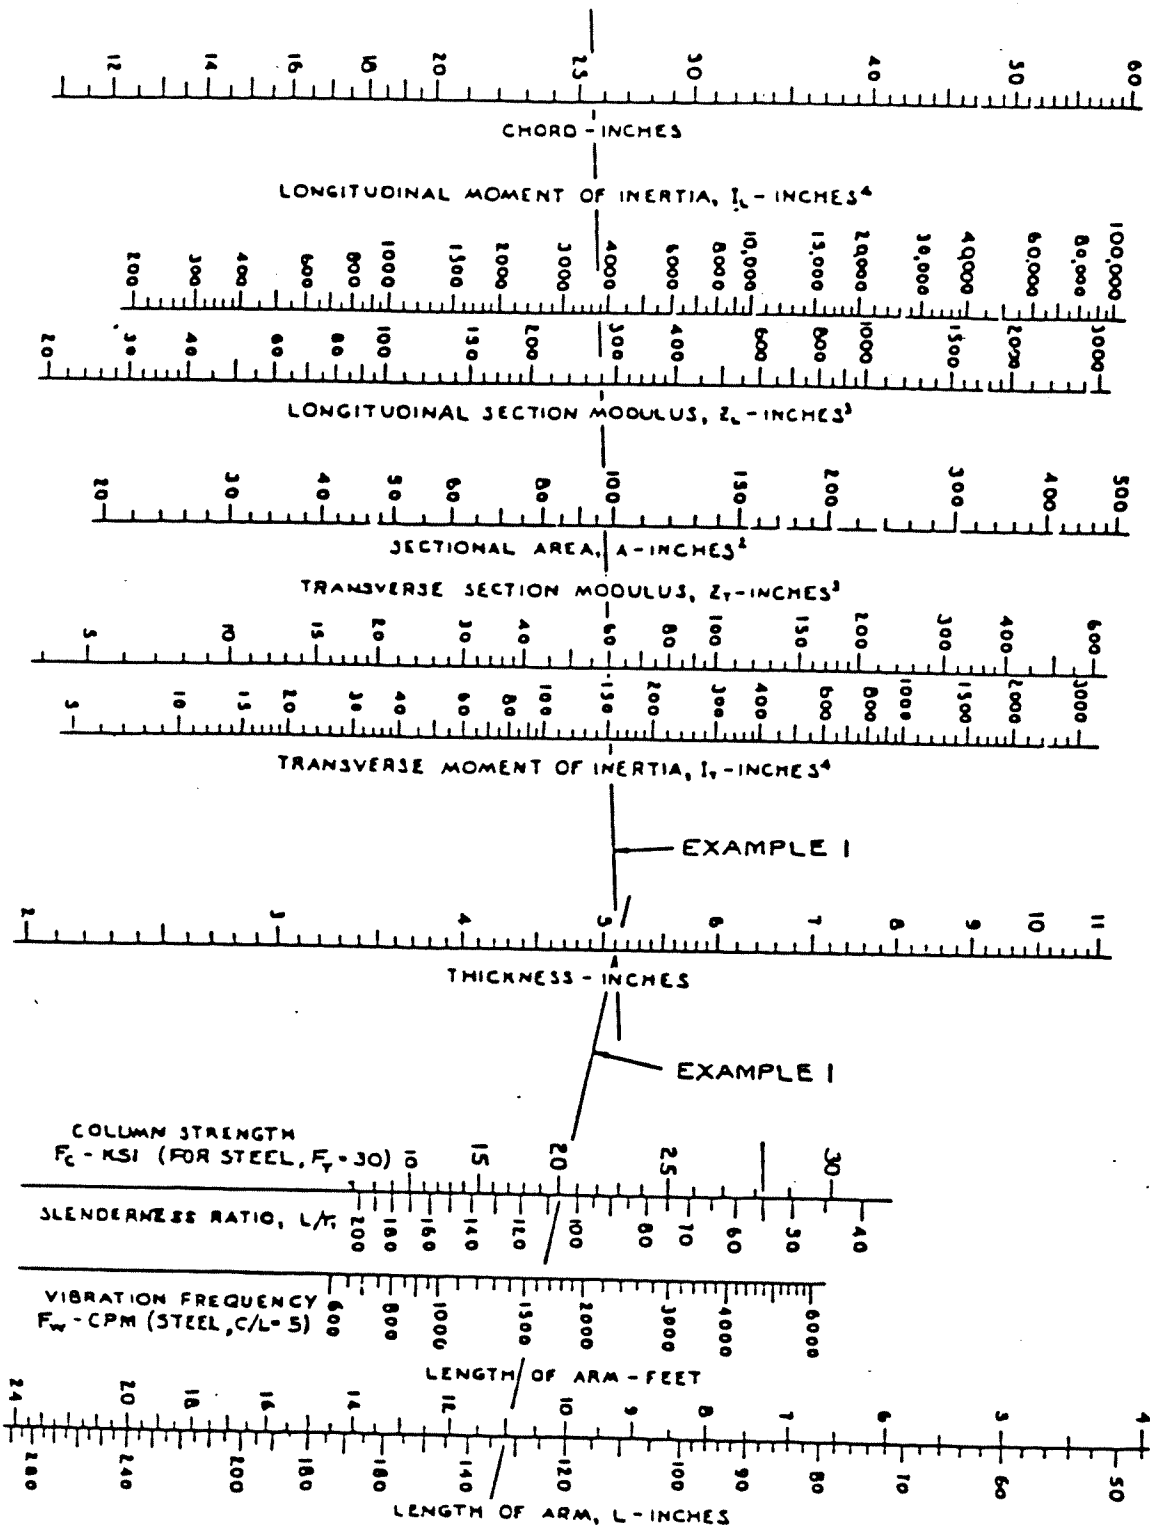 12 14 16 18 20 25 30 40 50 60
CHORD - INCHES
LONGITUDINAL MOMENT OF INERTIA, I_L - INCHES⁴
200 300 400 600 800 1000 1500 2000 3000 4000 6000 8000 10,000 15,000 20,000 30,000 40,000 60,000 80,000 100,000
20 30 40 60 80 100 150 200 300 400 600 800 1000 1500 2000 3000
LONGITUDINAL SECTION MODULUS, Z_L - INCHES³
20 30 40 50 60 80 100 150 200 300 400 500
SECTIONAL AREA, A - INCHES²
TRANSVERSE SECTION MODULUS, Z_T - INCHES³
5 10 15 20 30 40 60 80 100 150 200 300 400 600
5 10 15 20 30 40 60 80 100 150 200 300 400 600 800 1000 1500 2000 3000
TRANSVERSE MOMENT OF INERTIA, I_T - INCHES⁴
EXAMPLE 1
2 3 4 5 6 7 8 9 10 11
THICKNESS - INCHES
EXAMPLE 1
COLUMN STRENGTH
F_C - KSI (FOR STEEL, F_Y = 30) 10 15 20 25 30
SLENDERNESS RATIO, L/r, 200 180 160 140 120 100 80 70 60 50 40
VIBRATION FREQUENCY
F_W - CPM (STEEL, C/L = 5) 600 800 1000 1500 2000 3000 4000 6000
LENGTH OF ARM - FEET
24 20 18 16 14 12 10 9 8 7 6 5 4
280 240 200 180 160 140 120 100 90 80 70 60 50
LENGTH OF ARM, L - INCHES